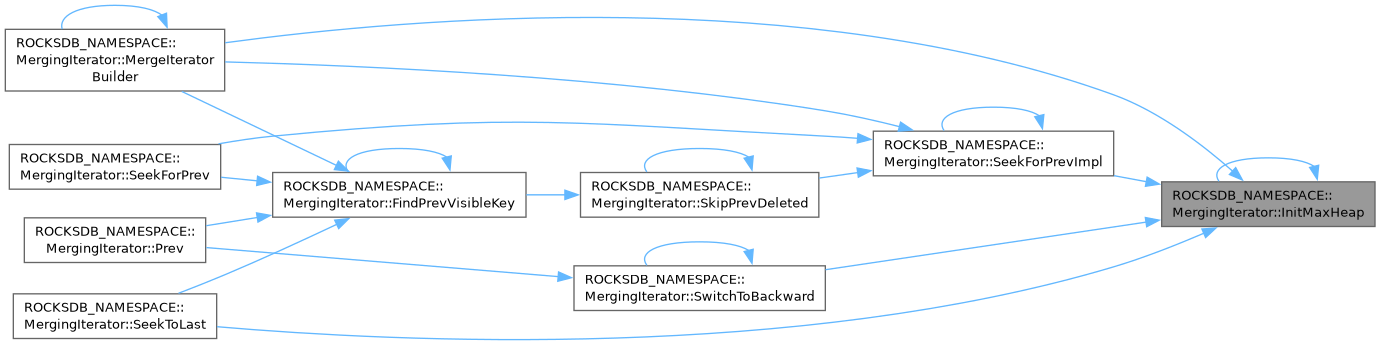 ROCKSDB_NAMESPACE::
MergingIterator::MergeIterator
Builder
ROCKSDB_NAMESPACE::
MergingIterator::SeekForPrev
ROCKSDB_NAMESPACE::
MergingIterator::Prev
ROCKSDB_NAMESPACE::
MergingIterator::SeekToLast
ROCKSDB_NAMESPACE::
MergingIterator::FindPrevVisibleKey
ROCKSDB_NAMESPACE::
MergingIterator::SkipPrevDeleted
ROCKSDB_NAMESPACE::
MergingIterator::SwitchToBackward
ROCKSDB_NAMESPACE::
MergingIterator::SeekForPrevImpl
ROCKSDB_NAMESPACE::
MergingIterator::InitMaxHeap